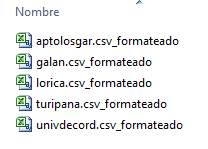 Nombre
aptolosgar.csv_formateado
galan.csv_formateado
lorica.csv_formateado
turipana.csv_formateado
univdecord.csv_formateado